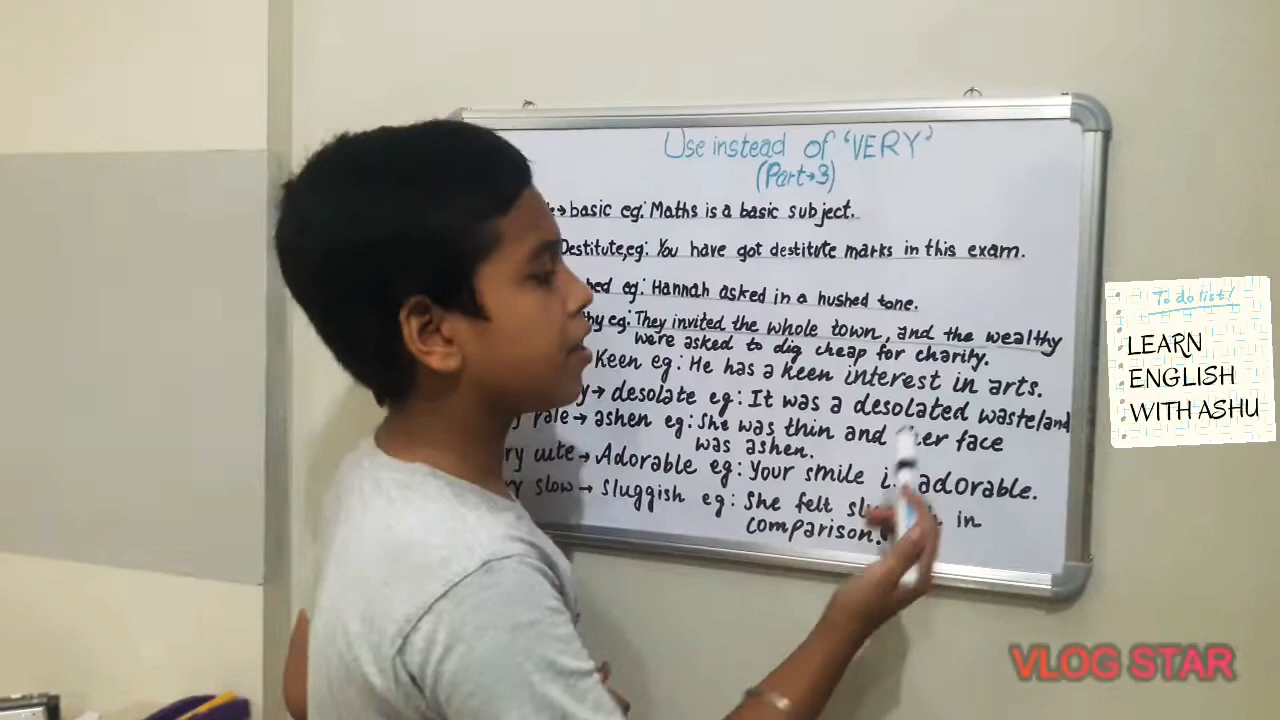 Use instead of 'VERY'
(Part→3)
→ basic eg: Maths is a basic subject.
Destitute, eg: You have got destitute marks in this exam.
eg: Hannah asked in a hushed tone.
eg: They invited the whole town, and the wealthy
were asked to dig cheap for charity.
Keen eg: He has a keen interest in arts.
→ desolate eg: It was a desolated wasteland
→ ashen eg: She was thin and her face
was ashen.
cute → Adorable eg: Your smile adorable.
slow → Sluggish eg: She felt in
comparison.
To do list!
LEARN
ENGLISH
WITH ASHU
VLOG STAR